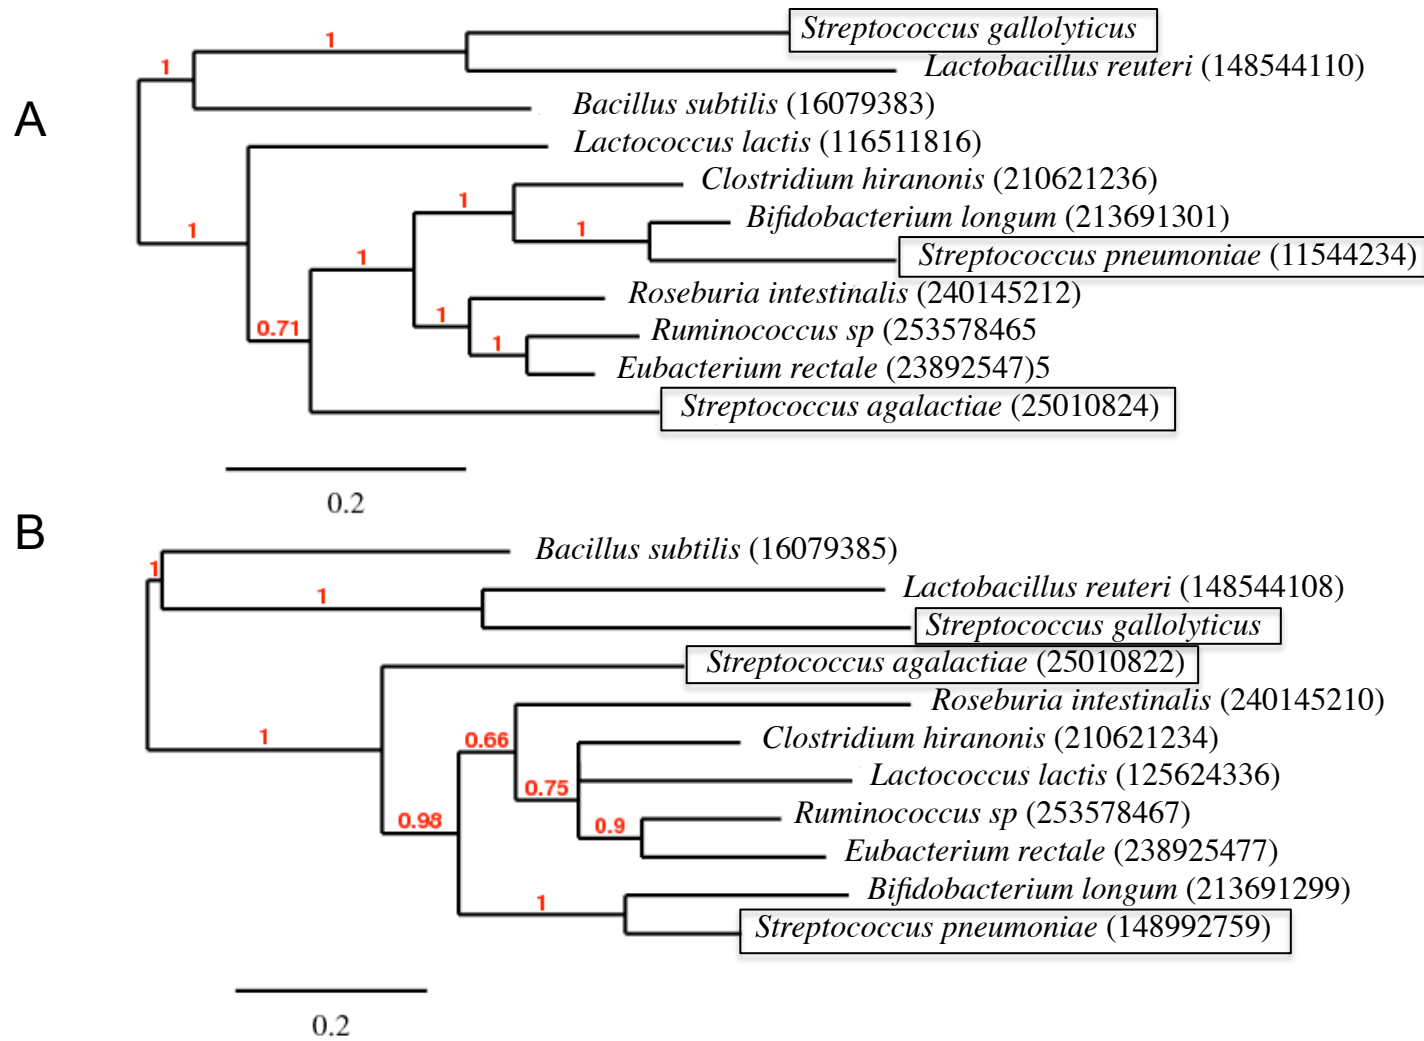 Streptococcus gallolyticus
1
Lactobacillus reuteri (148544110)
1
Bacillus subtilis (16079383)
A
Lactococcus lactis (116511816)
Clostridium hiranonis (210621236)
1
Bifidobacterium longum (213691301)
1
1
Streptococcus pneumoniae (11544234)
1
Roseburia intestinalis (240145212)
1
0.71
Ruminococcus sp (253578465
1
Eubacterium rectale (23892547)5
Streptococcus agalactiae (25010824)
0.2
B
Bacillus subtilis (16079385)
1
Lactobacillus reuteri (148544108)
1
Streptococcus gallolyticus
Streptococcus agalactiae (25010822)
Roseburia intestinalis (240145210)
1
0.66
Clostridium hiranonis (210621234)
Lactococcus lactis (125624336)
0.75
Ruminococcus sp (253578467)
0.98
0.9
Eubacterium rectale (238925477)
Bifidobacterium longum (213691299)
1
Streptococcus pneumoniae (148992759)
0.2